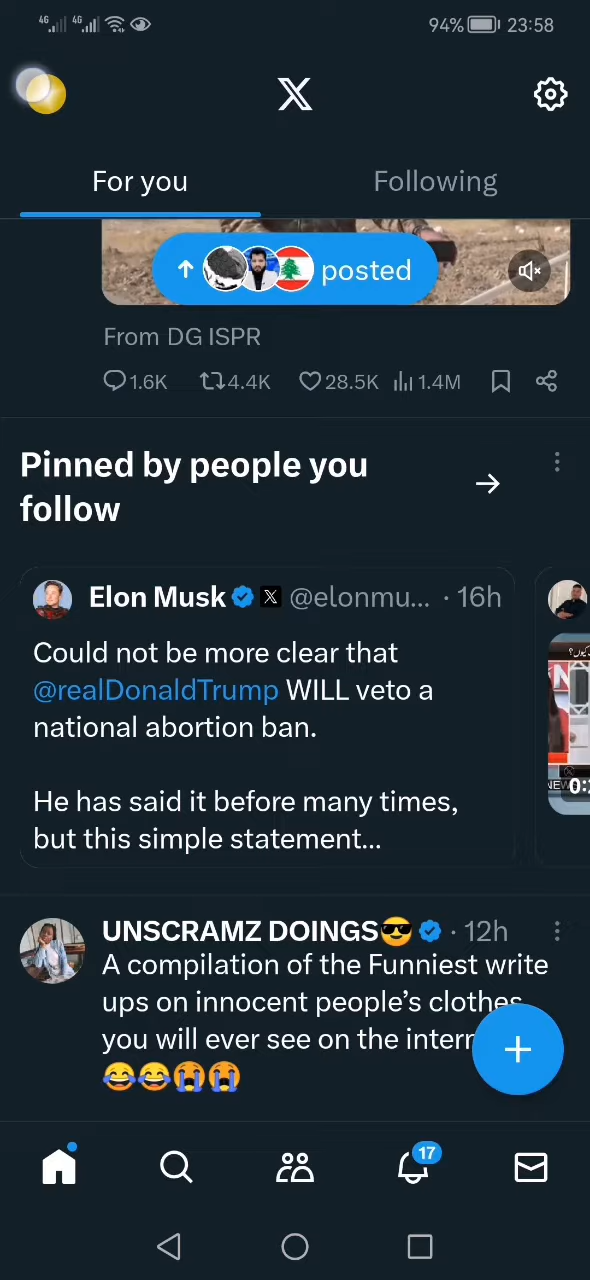 4G 4G 94% 23:58
For you Following
posted
From DG ISPR
1.6K 4.4K 28.5K 1.4M
Pinned by people you
follow
Elon Musk X @elonmu... · 16h
Could not be more clear that
@realDonaldTrump WILL veto a
national abortion ban.
He has said it before many times,
but this simple statement...
UNSCRAMZ DOINGS😎 · 12h
A compilation of the Funniest write
ups on innocent people’s clothes
you will ever see on the intern
😂😂😭😭
17